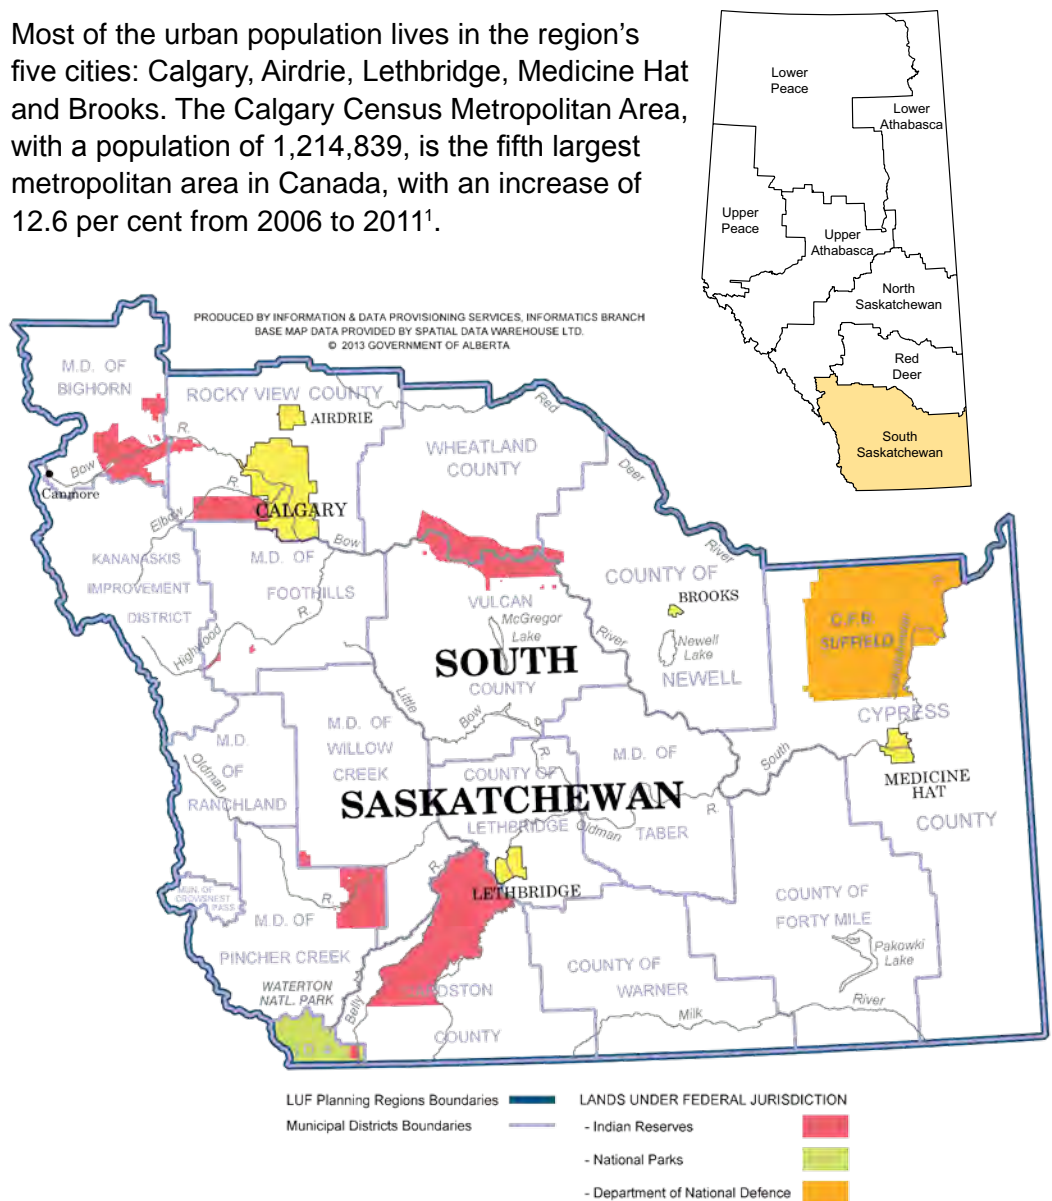 Most of the urban population lives in the region's
five cities: Calgary, Airdrie, Lethbridge, Medicine Hat
and Brooks. The Calgary Census Metropolitan Area,
with a population of 1,214,839, is the fifth largest
metropolitan area in Canada, with an increase of
12.6 per cent from 2006 to 2011¹.
Lower
Peace
Lower
Athabasca
Upper
Peace
Upper
Athabasca
North
Saskatchewan
Red
Deer
South
Saskatchewan
PRODUCED BY INFORMATION & DATA PROVISIONING SERVICES, INFORMATICS BRANCH
BASE MAP DATA PROVIDED BY SPATIAL DATA WAREHOUSE LTD.
© 2013 GOVERNMENT OF ALBERTA
M.D. OF
BIGHORN
ROCKY VIEW COUNTY
AIRDRIE
Red
Deer
River
WHEATLAND
COUNTY
Bow
R.
Canmore
R.
Elbow
CALGARY
Bow
River
KANANASKIS
IMPROVEMENT
DISTRICT
M.D. OF
FOOTHILLS
Highwood
R.
VULCAN
McGregor
Lake
COUNTY
COUNTY OF
BROOKS
Newell
Lake
NEWELL
C.F.B.
SUFFIELD
SOUTH
SASKATCHEWAN
Little
Bow
R.
M.D. OF
WILLOW
CREEK
M.D.
OF
RANCHLAND
Oldman
R.
COUNTY OF
LETHBRIDGE
M.D. OF
TABER
Oldman
R.
South
CYPRESS
MEDICINE
HAT
COUNTY
R.
LETHBRIDGE
MUN. OF
CROWSNEST
PASS
M.D. OF
PINCHER CREEK
COUNTY OF
FORTY MILE
Pakowki
Lake
WATERTON
NATL. PARK
Belly
COUNTY
COUNTY OF
WARNER
Milk
River
LUF Planning Regions Boundaries
Municipal Districts Boundaries
LANDS UNDER FEDERAL JURISDICTION
- Indian Reserves
- National Parks
- Department of National Defence